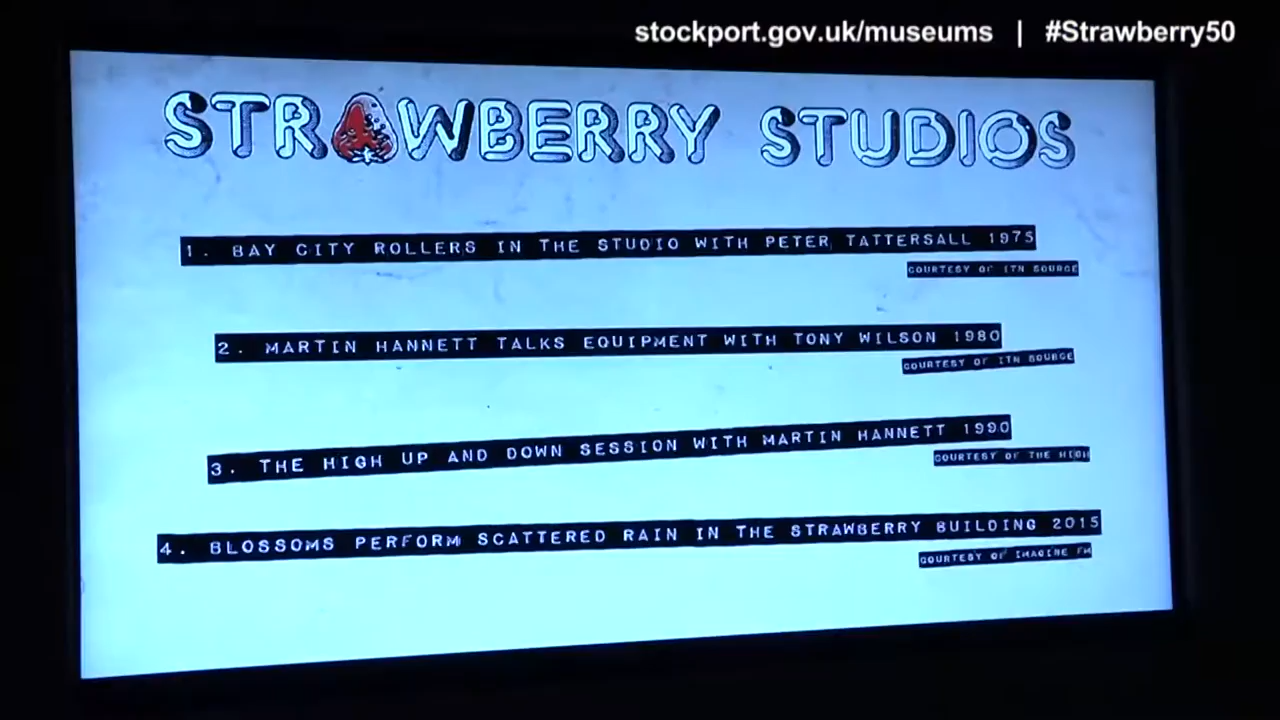 stockport.gov.uk/museums | #Strawberry50
STRAWBERRY STUDIOS
1. BAY CITY ROLLERS IN THE STUDIO WITH PETER TATTERSALL 1975
COURTESY OF ITN SOURCE
2. MARTIN HANNETT TALKS EQUIPMENT WITH TONY WILSON 1980
COURTESY OF ITN SOURCE
3. THE HIGH UP AND DOWN SESSION WITH MARTIN HANNETT 1990
COURTESY OF THE HIGH
4. BLOSSOMS PERFORM SCATTERED RAIN IN THE STRAWBERRY BUILDING 2015
COURTESY OF IMAGINE FM